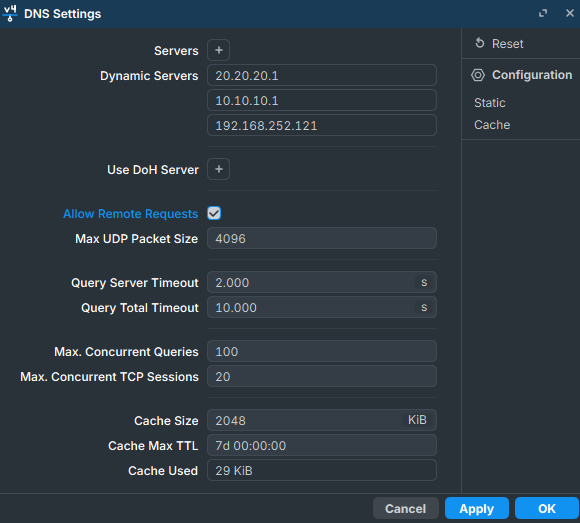 v4
DNS Settings
Reset
Configuration
Static
Cache
Servers +
Dynamic Servers 20.20.20.1
10.10.10.1
192.168.252.121
Use DoH Server +
Allow Remote Requests
Max UDP Packet Size 4096
Query Server Timeout 2.000 s
Query Total Timeout 10.000 s
Max. Concurrent Queries 100
Max. Concurrent TCP Sessions 20
Cache Size 2048 KiB
Cache Max TTL 7d 00:00:00
Cache Used 29 KiB
Cancel Apply OK